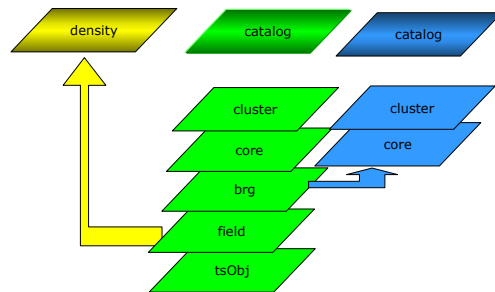 density
catalog
catalog
cluster
core
brg
field
tsObj
cluster
core